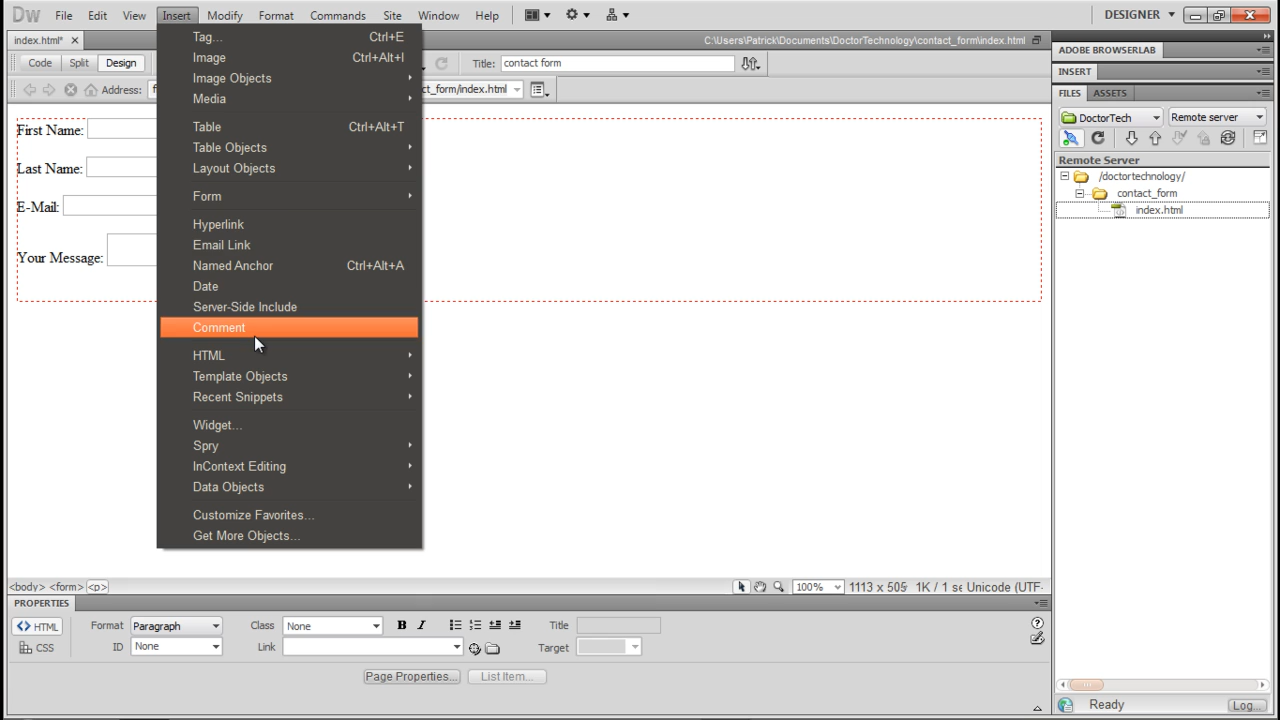 Dw File Edit View Insert Modify Format Commands Site Window Help DESIGNER
index.html* C:\Users\Patrick\Documents\DoctorTechnology\contact_form\index.html
Code Split Design Title: contact form
Address: ct_form/index.html
First Name:
Last Name:
E-Mail:
Your Message:
Tag... Ctrl+E
Image Ctrl+Alt+I
Image Objects
Media
Table Ctrl+Alt+T
Table Objects
Layout Objects
Form
Hyperlink
Email Link
Named Anchor Ctrl+Alt+A
Date
Server-Side Include
Comment
HTML
Template Objects
Recent Snippets
Widget...
Spry
InContext Editing
Data Objects
Customize Favorites...
Get More Objects...
ADOBE BROWSERLAB
INSERT
FILES ASSETS
DoctorTech Remote server
Remote Server
/doctortechnology/
contact_form
index.html
<body> <form> <p> 100% 1113 x 505 1K / 1 se Unicode (UTF-
PROPERTIES
<> HTML Format Paragraph Class None B I Title
CSS ID None Link Target
Page Properties... List Item...
Ready Log...